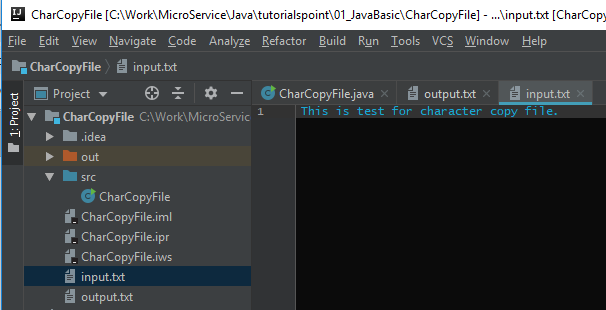 CharCopyFile [C:\Work\MicroService\Java\tutorialspoint\01_JavaBasic\CharCopyFile] - ...\input.txt [CharCopyF
File Edit View Navigate Code Analyze Refactor Build Run Tools VCS Window Help
CharCopyFile input.txt
1: Project
Project
CharCopyFile.java output.txt input.txt
CharCopyFile C:\Work\MicroServic
.idea
out
src
CharCopyFile
CharCopyFile.iml
CharCopyFile.ipr
CharCopyFile.iws
input.txt
output.txt
1 This is test for character copy file.